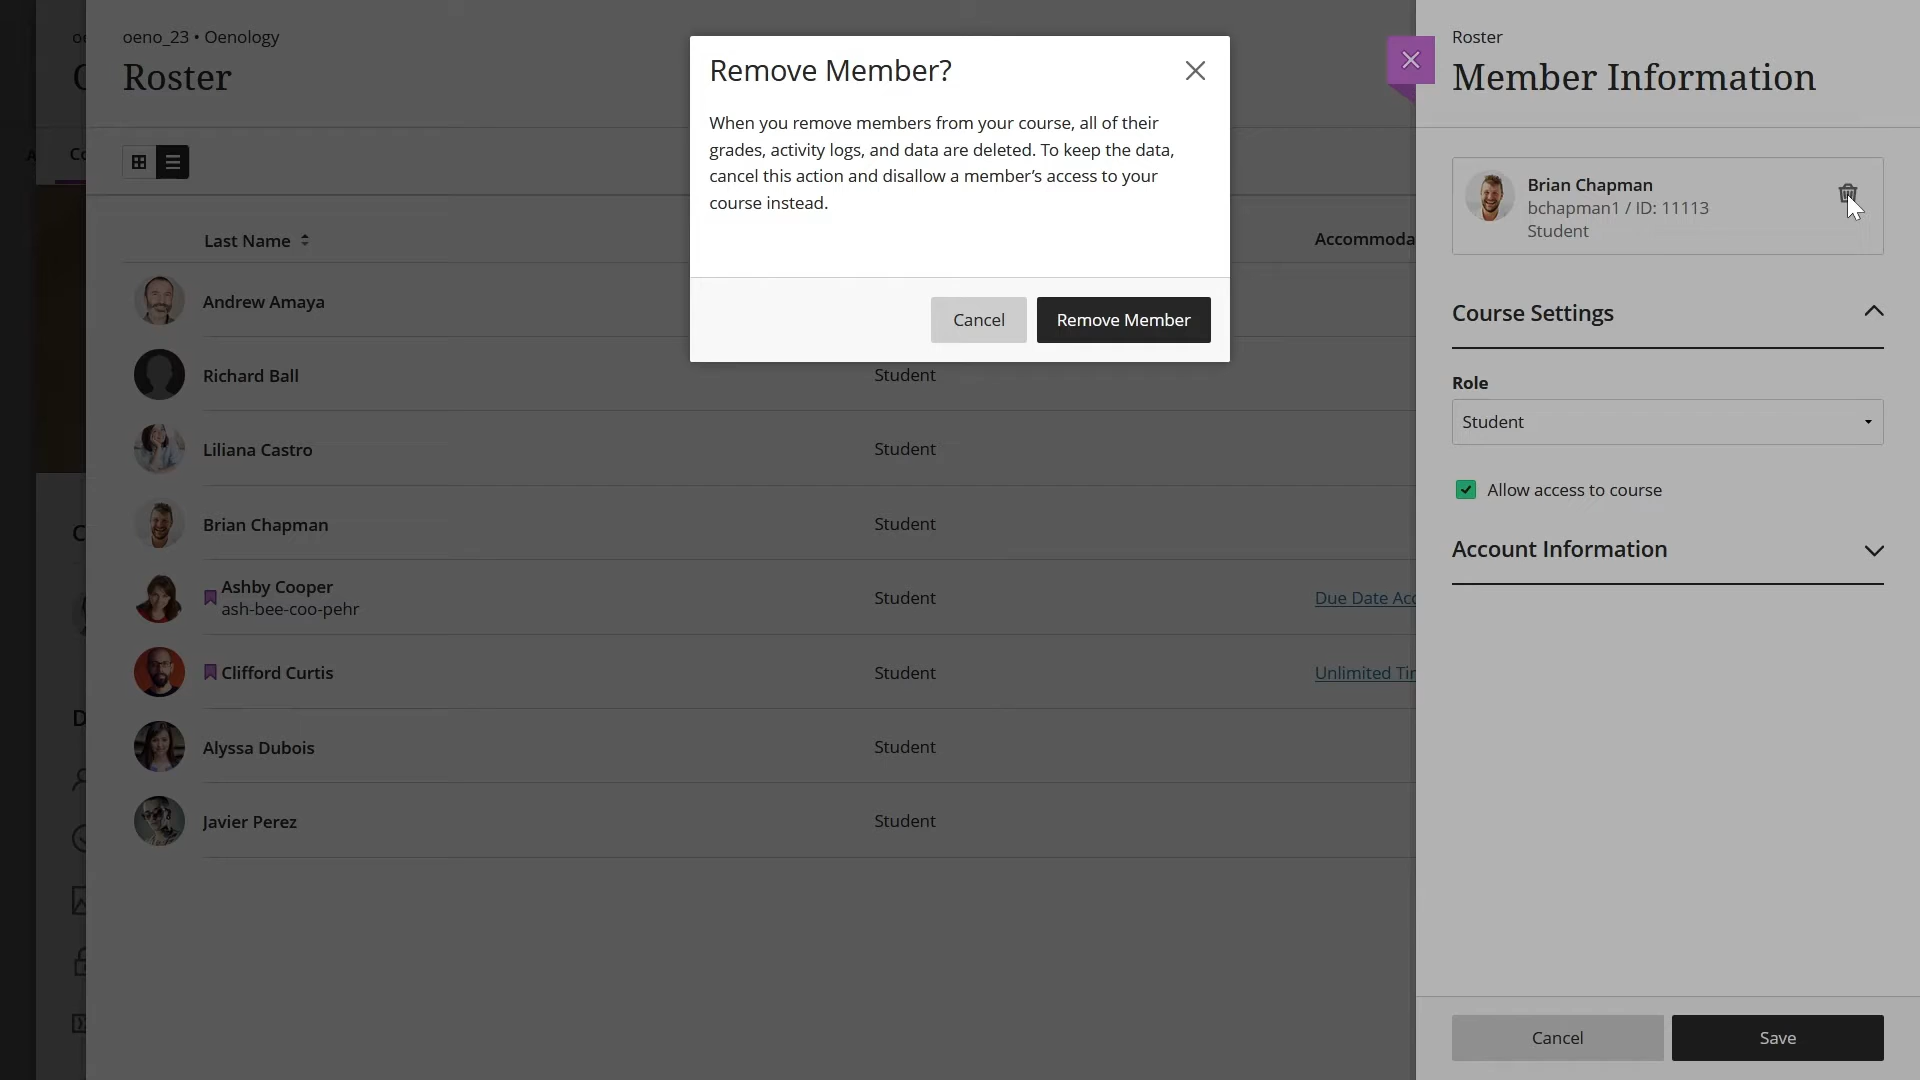 oeno_23 • Oenology
Roster
Last Name
Accommoda
Andrew Amaya
Richard Ball
Student
Liliana Castro
Student
Brian Chapman
Student
Ashby Cooper
ash-bee-coo-pehr
Student
Due Date Acc
Clifford Curtis
Student
Unlimited Tir
Alyssa Dubois
Student
Javier Perez
Student
Remove Member?
When you remove members from your course, all of their
grades, activity logs, and data are deleted. To keep the data,
cancel this action and disallow a member’s access to your
course instead.
Cancel
Remove Member
Roster
Member Information
Brian Chapman
bchapman1 / ID: 11113
Student
Course Settings
Role
Student
Allow access to course
Account Information
Cancel
Save